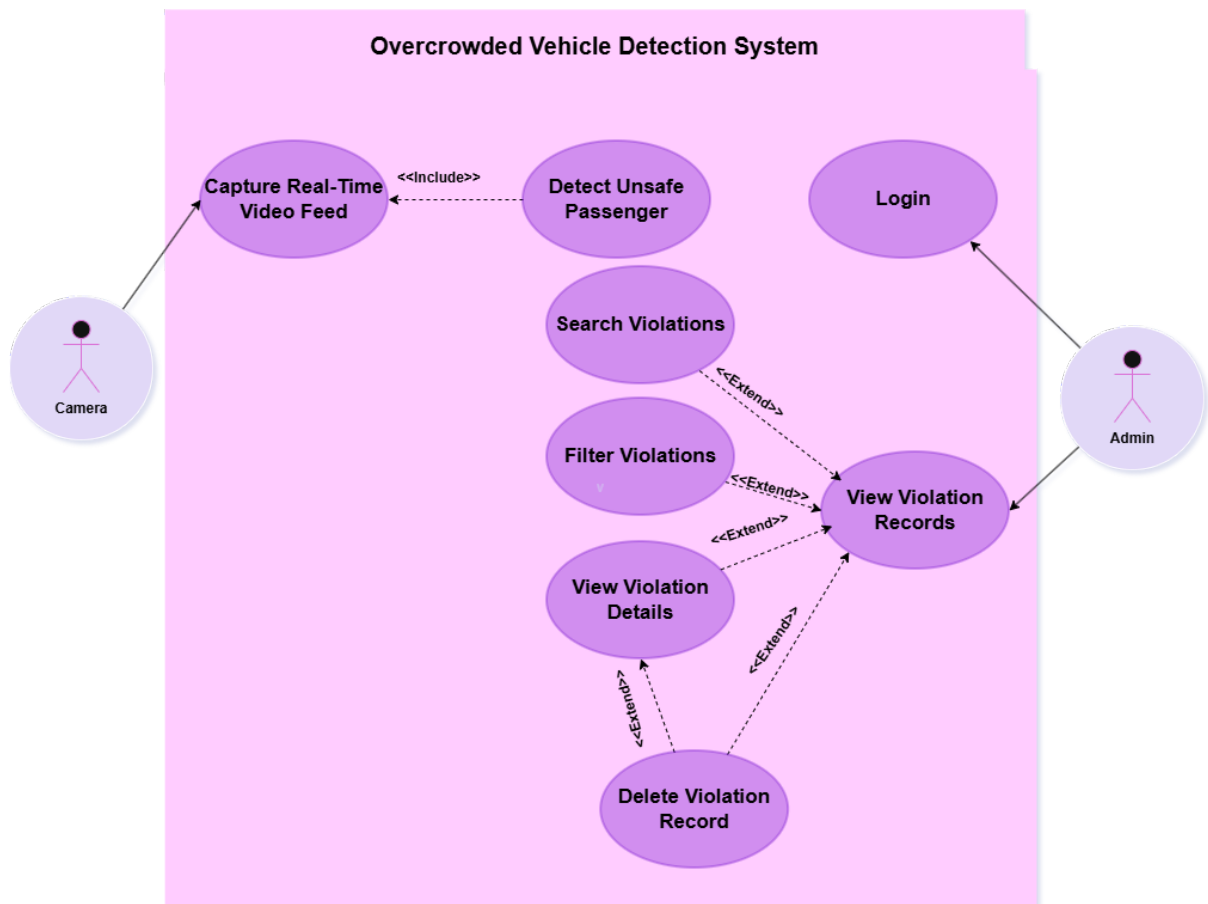 Overcrowded Vehicle Detection System
Capture Real-Time
Video Feed
<<Include>>
Detect Unsafe
Passenger
Login
Search Violations
<<Extend>>
Camera
Admin
Filter Violations
v
<<Extend>>
View Violation
Records
<<Extend>>
View Violation
Details
<<Extend>>
<<Extend>>
Delete Violation
Record